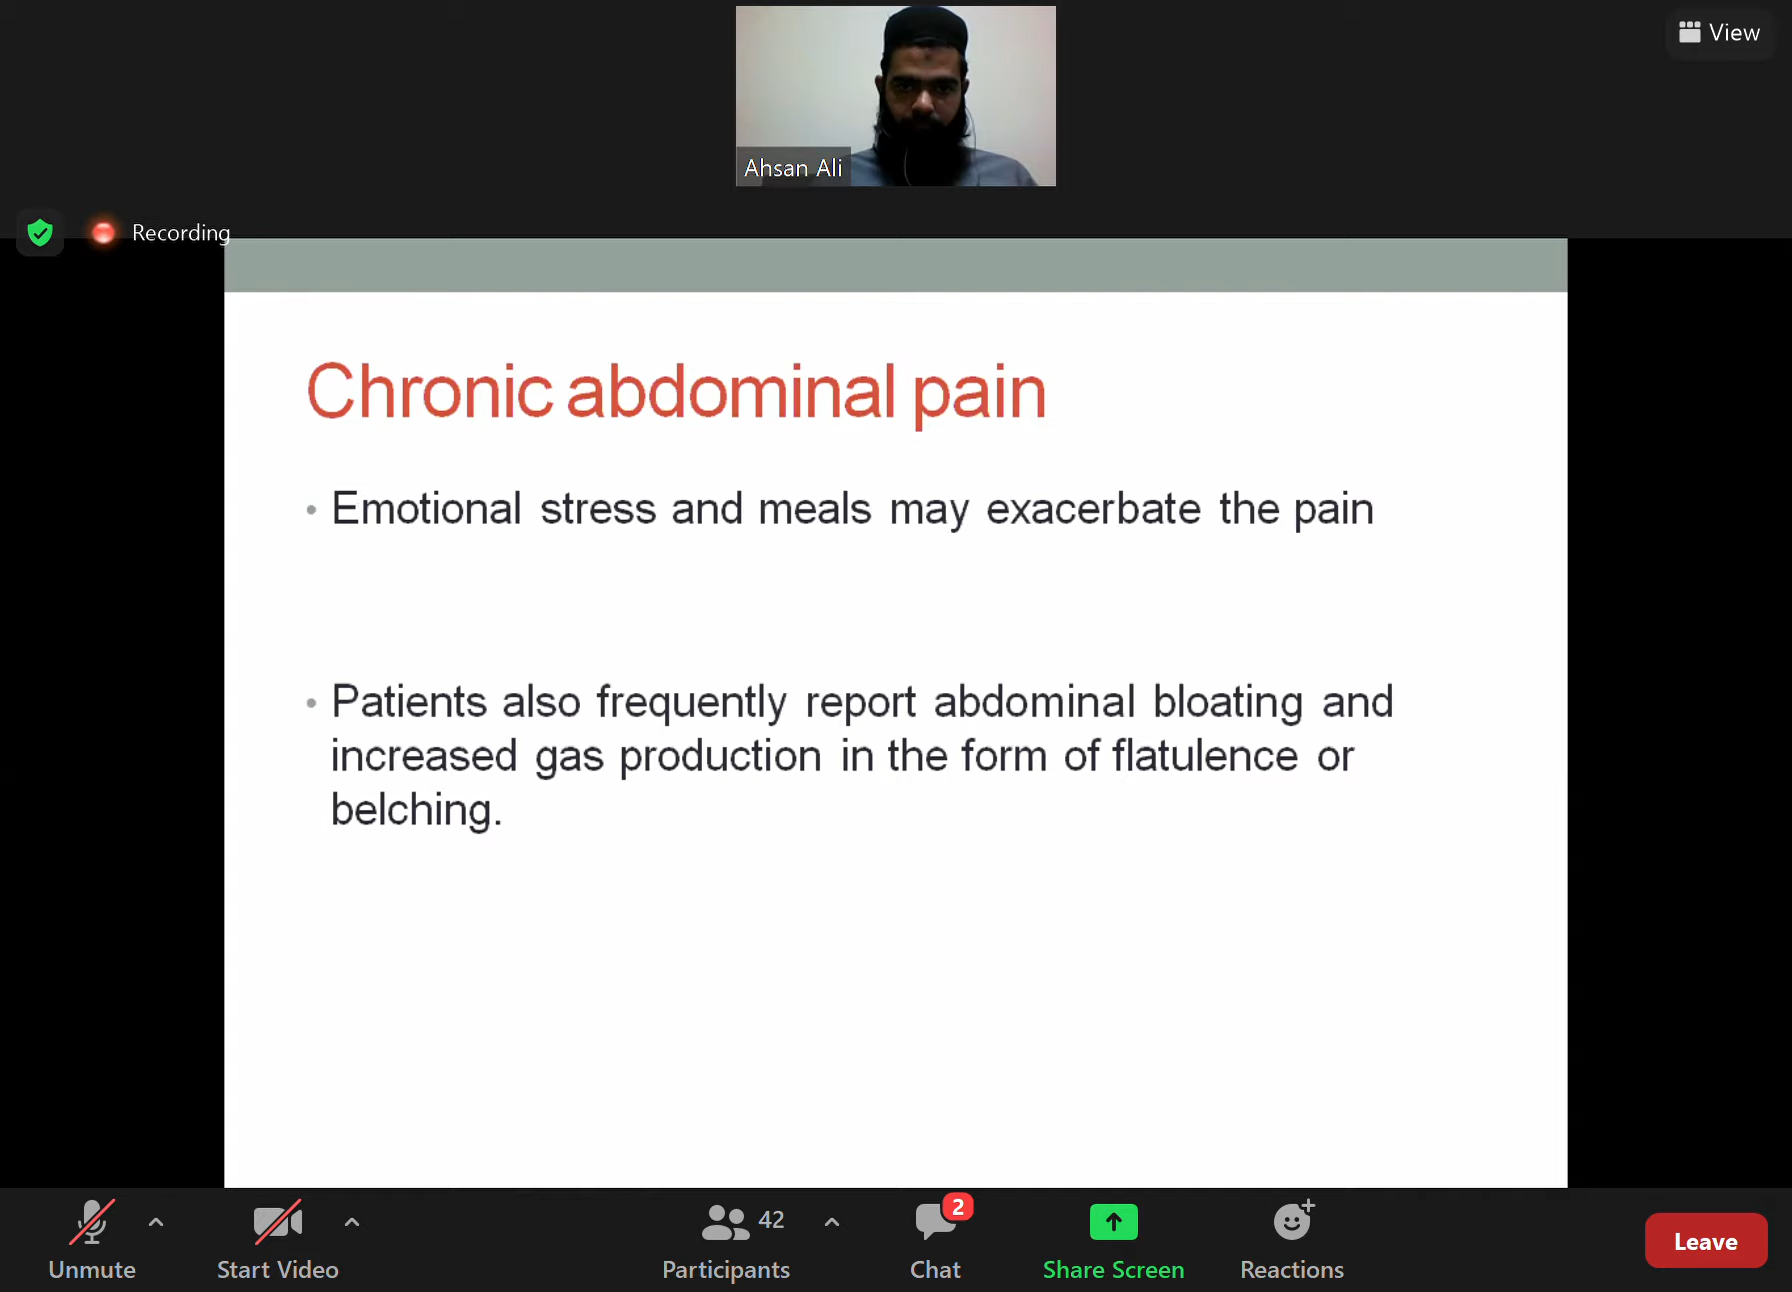 View
Ahsan Ali
Recording
Chronic abdominal pain
• Emotional stress and meals may exacerbate the pain
• Patients also frequently report abdominal bloating and
increased gas production in the form of flatulence or
belching.
42
2
Unmute
Start Video
Participants
Chat
Share Screen
Reactions
Leave